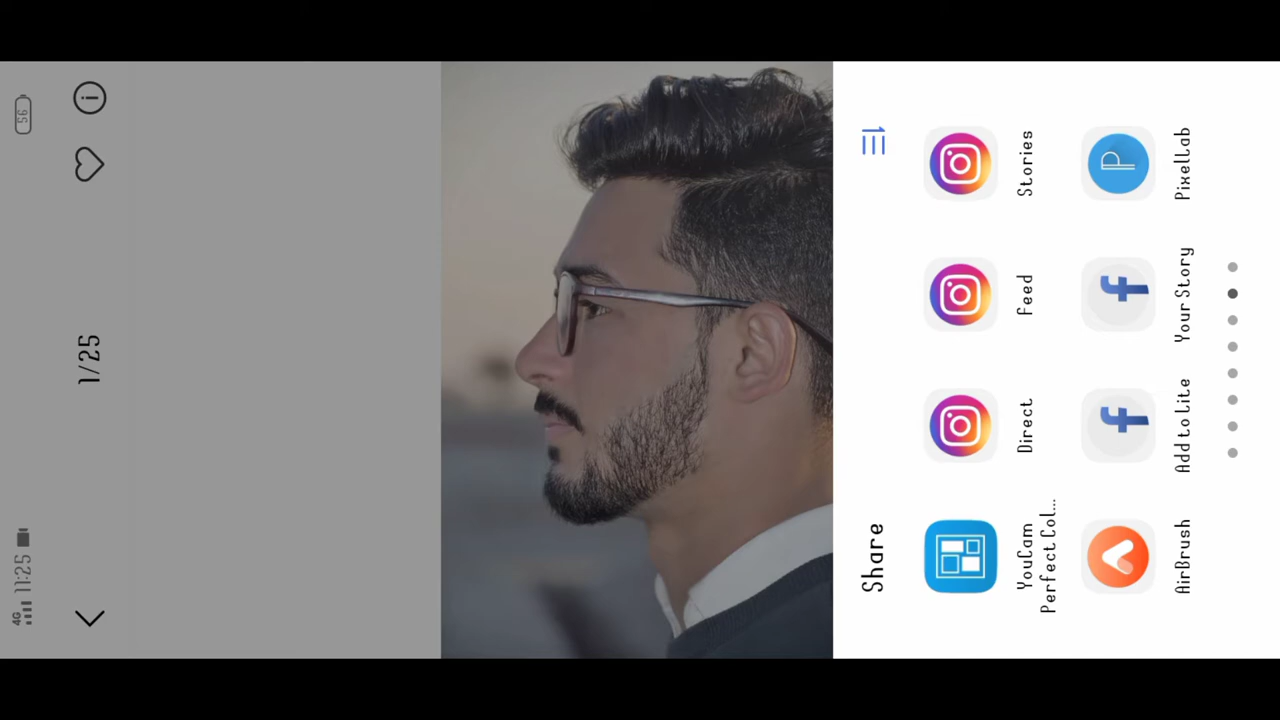 4G 11:25 56
1/25
Share
YouCam Perfect Col...
Direct
Feed
Stories
AirBrush
Add to Lite
Your Story
PixelLab